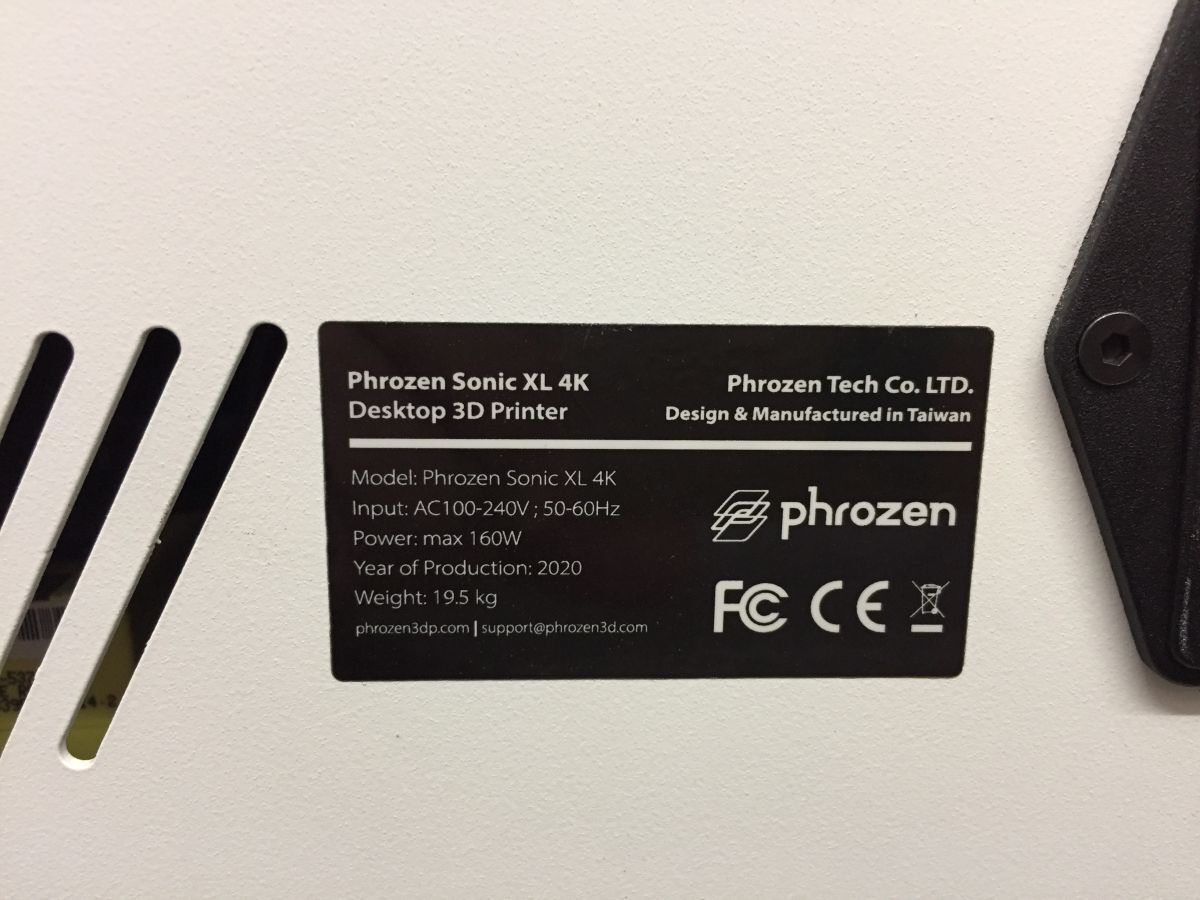 Phrozen Sonic XL 4K
Desktop 3D Printer
Phrozen Tech Co. LTD.
Design & Manufactured in Taiwan
Model: Phrozen Sonic XL 4K
Input: AC100-240V ; 50-60Hz
Power: max 160W
Year of Production: 2020
Weight: 19.5 kg
phrozen3dp.com | support@phrozen3d.com
phrozen
FC CE